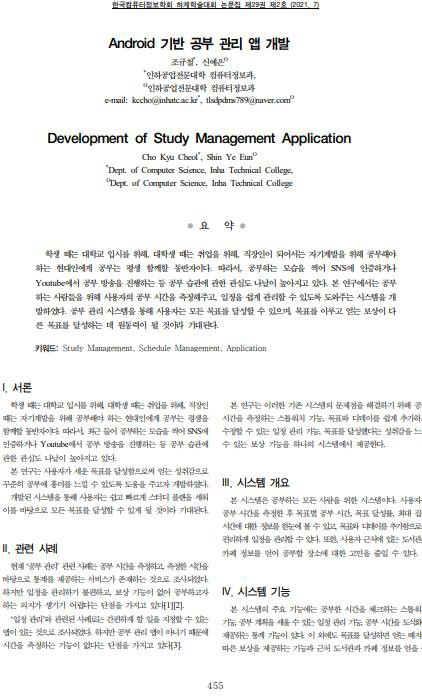 한국컴퓨터정보학회 하계학술대회 논문집 제29권 제2호 (2021. 7)
Android 기반 공부 관리 앱 개발
조규철*, 신예은O
*인하공업전문대학 컴퓨터정보과,
O인하공업전문대학 컴퓨터정보과
e-mail: kccho@inhatc.ac.kr*, tlsdpdms789@naver.comO
Development of Study Management Application
Cho Kyu Cheol*, Shin Ye EunO
*Dept. of Computer Science, Inha Technical College,
ODept. of Computer Science, Inha Technical College
● 요 약 ●
학생 때는 대학교 입시를 위해, 대학생 때는 취업을 위해, 직장인이 되어서는 자기계발을 위해 공부해야
하는 현대인에게 공부는 평생 함께할 동반자이다. 따라서, 공부하는 모습을 찍어 SNS에 인증하거나
Youtube에서 공부 방송을 진행하는 등 공부 습관에 관한 관심도 나날이 높아지고 있다. 본 연구에서는 공부
하는 사람들을 위해 사용자의 공부 시간을 측정해주고, 일정을 쉽게 관리할 수 있도록 도와주는 시스템을 개
발하였다. 공부 관리 시스템을 통해 사용자는 모든 목표를 달성할 수 있으며, 목표를 이루고 얻는 보상이 다
른 목표를 달성하는 데 원동력이 될 것이라 기대된다.
키워드: Study Management, Schedule Management, Application
I. 서론
학생 때는 대학교 입시를 위해, 대학생 때는 취업을 위해, 직장인
때는 자기계발을 위해 공부해야 하는 현대인에게 공부는 평생을
함께할 동반자이다. 따라서, 최근 들어 공부하는 모습을 찍어 SNS에
인증하거나 Youtube에서 공부 방송을 진행하는 등 공부 습관에
관한 관심도 나날이 높아지고 있다.
본 연구는 사용자가 세운 목표를 달성함으로써 얻는 성취감으로
꾸준히 공부에 흥미를 느낄 수 있도록 도움을 주고자 개발하였다.
개발된 시스템을 통해 사용자는 쉽고 빠르게 스터디 플랜을 세워
이를 바탕으로 모든 목표를 달성할 수 있게 될 것이라 기대된다.
II. 관련 사례
현재 '공부 관리' 관련 사례는 공부 시간을 측정하고, 측정한 시간을
바탕으로 통계를 제공하는 서비스가 존재하는 것으로 조사되었다.
하지만 일정을 관리하기 불편하고, 보상 기능이 없어 공부하고자
하는 의지가 생기기 어렵다는 단점을 가지고 있다[1][2].
'일정 관리'와 관련된 사례로는 간편하게 할 일을 지정할 수 있는
앱이 있는 것으로 조사되었다. 하지만 공부 관리 앱이 아니기 때문에
시간을 측정하는 기능이 없다는 단점을 가지고 있다[3].
본 연구는 이러한 기존 시스템의 문제점을 해결하기 위해 공
시간을 측정하는 스톱워치 기능, 목표와 디데이를 쉽게 추가하
수정할 수 있는 일정 관리 기능, 목표를 달성했다는 성취감을 느
수 있는 보상 기능을 하나의 시스템에서 제공한다.
III. 시스템 개요
본 시스템은 공부하는 모든 사람을 위한 시스템이다. 사용자
공부 시간을 측정한 후 목표별 공부 시간, 목표 달성률, 최대 집
시간에 대한 정보를 한눈에 볼 수 있고, 목표와 디데이를 추가함으로
관리하게 일정을 관리할 수 있다. 또한, 사용자 근처에 있는 도서관
카페 정보를 얻어 공부할 장소에 대한 고민을 줄일 수 있다.
IV. 시스템 기능
본 시스템의 주요 기능에는 공부한 시간을 체크하는 스톱워
기능, 공부 계획을 세울 수 있는 일정 관리 기능, 공부 시간을 도식화
제공하는 통계 기능이 있다. 이 외에도 목표를 달성하면 얻는 배지
따른 보상을 제공하는 기능과 근처 도서관과 카페 정보를 얻을
455